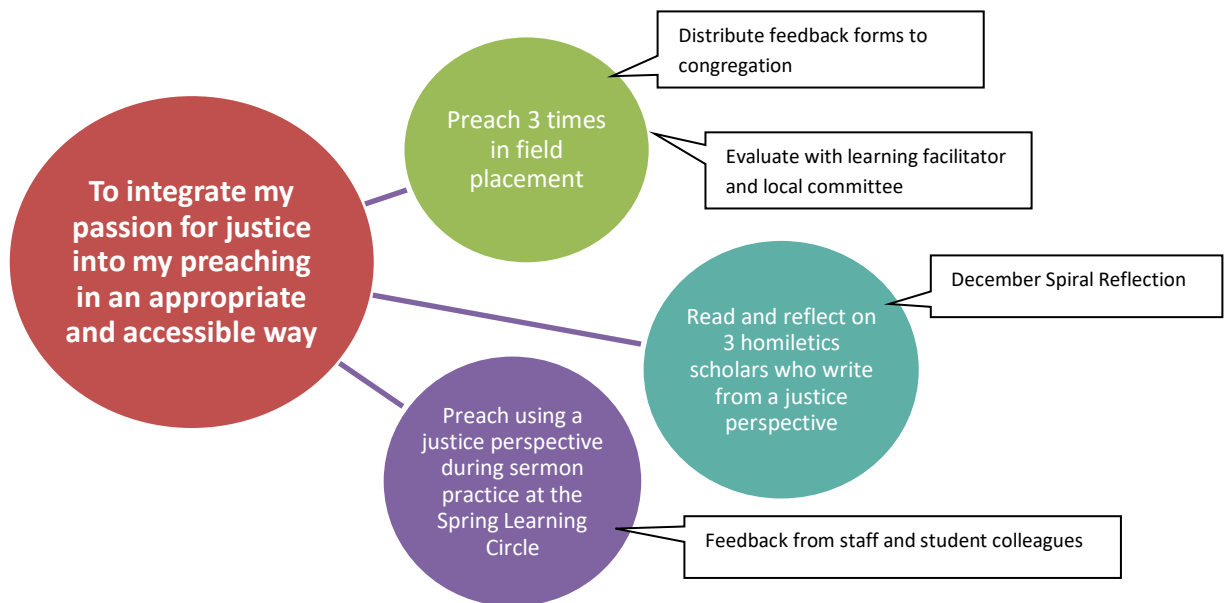 To integrate my
passion for justice
into my preaching
in an appropriate
and accessible way
Preach 3 times
in field
placement
Distribute feedback forms to
congregation
Evaluate with learning facilitator
and local committee
Read and reflect on
3 homiletics
scholars who write
from a justice
perspective
December Spiral Reflection
Preach using a
justice perspective
during sermon
practice at the
Spring Learning
Circle
Feedback from staff and student colleagues